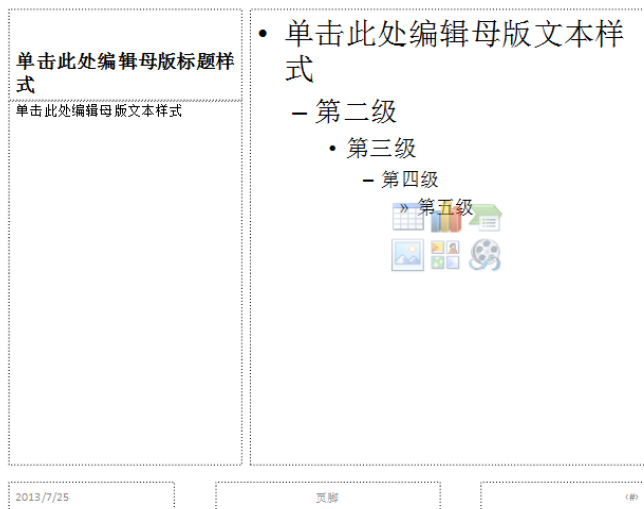 单击此处编辑母版标题样
式
单击此处编辑母版文本样式
• 单击此处编辑母版文本样
式
– 第二级
• 第三级
– 第四级
» 第五级
2013/7/25
页脚
‹#›